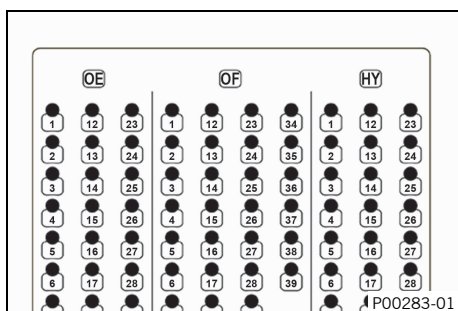 OE OF HY
1 12 23 1 12 23 34 1 12 23
2 13 24 2 13 24 35 2 13 24
3 14 25 3 14 25 36 3 14 25
4 15 26 4 15 26 37 4 15 26
5 16 27 5 16 27 38 5 16 27
6 17 28 6 17 28 39 6 17 28
P00283-01